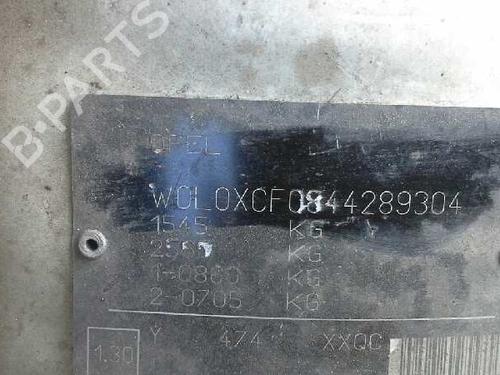 B-PARTS
OPEL
W0L0XCF0844289304
1545 KG
KG
1-0860 KG
2-0705 KG
Y 474 XXQC
1.30